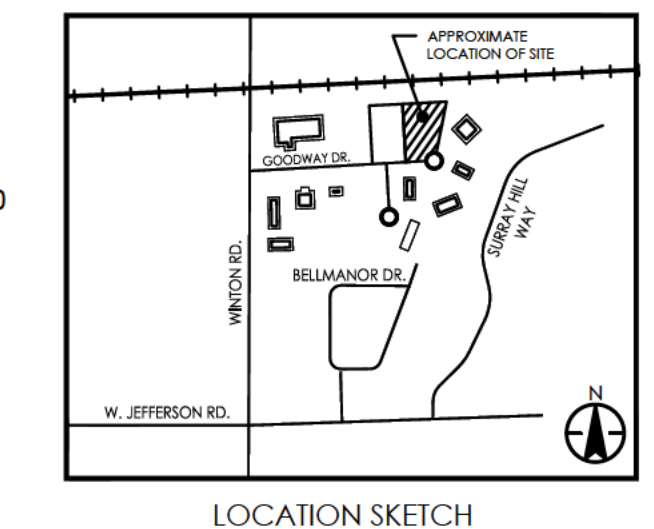 APPROXIMATE
LOCATION OF SITE
GOODWAY DR.
SURRAY HILL
WAY
WINTON RD.
BELLMANOR DR.
W. JEFFERSON RD.
N
LOCATION SKETCH